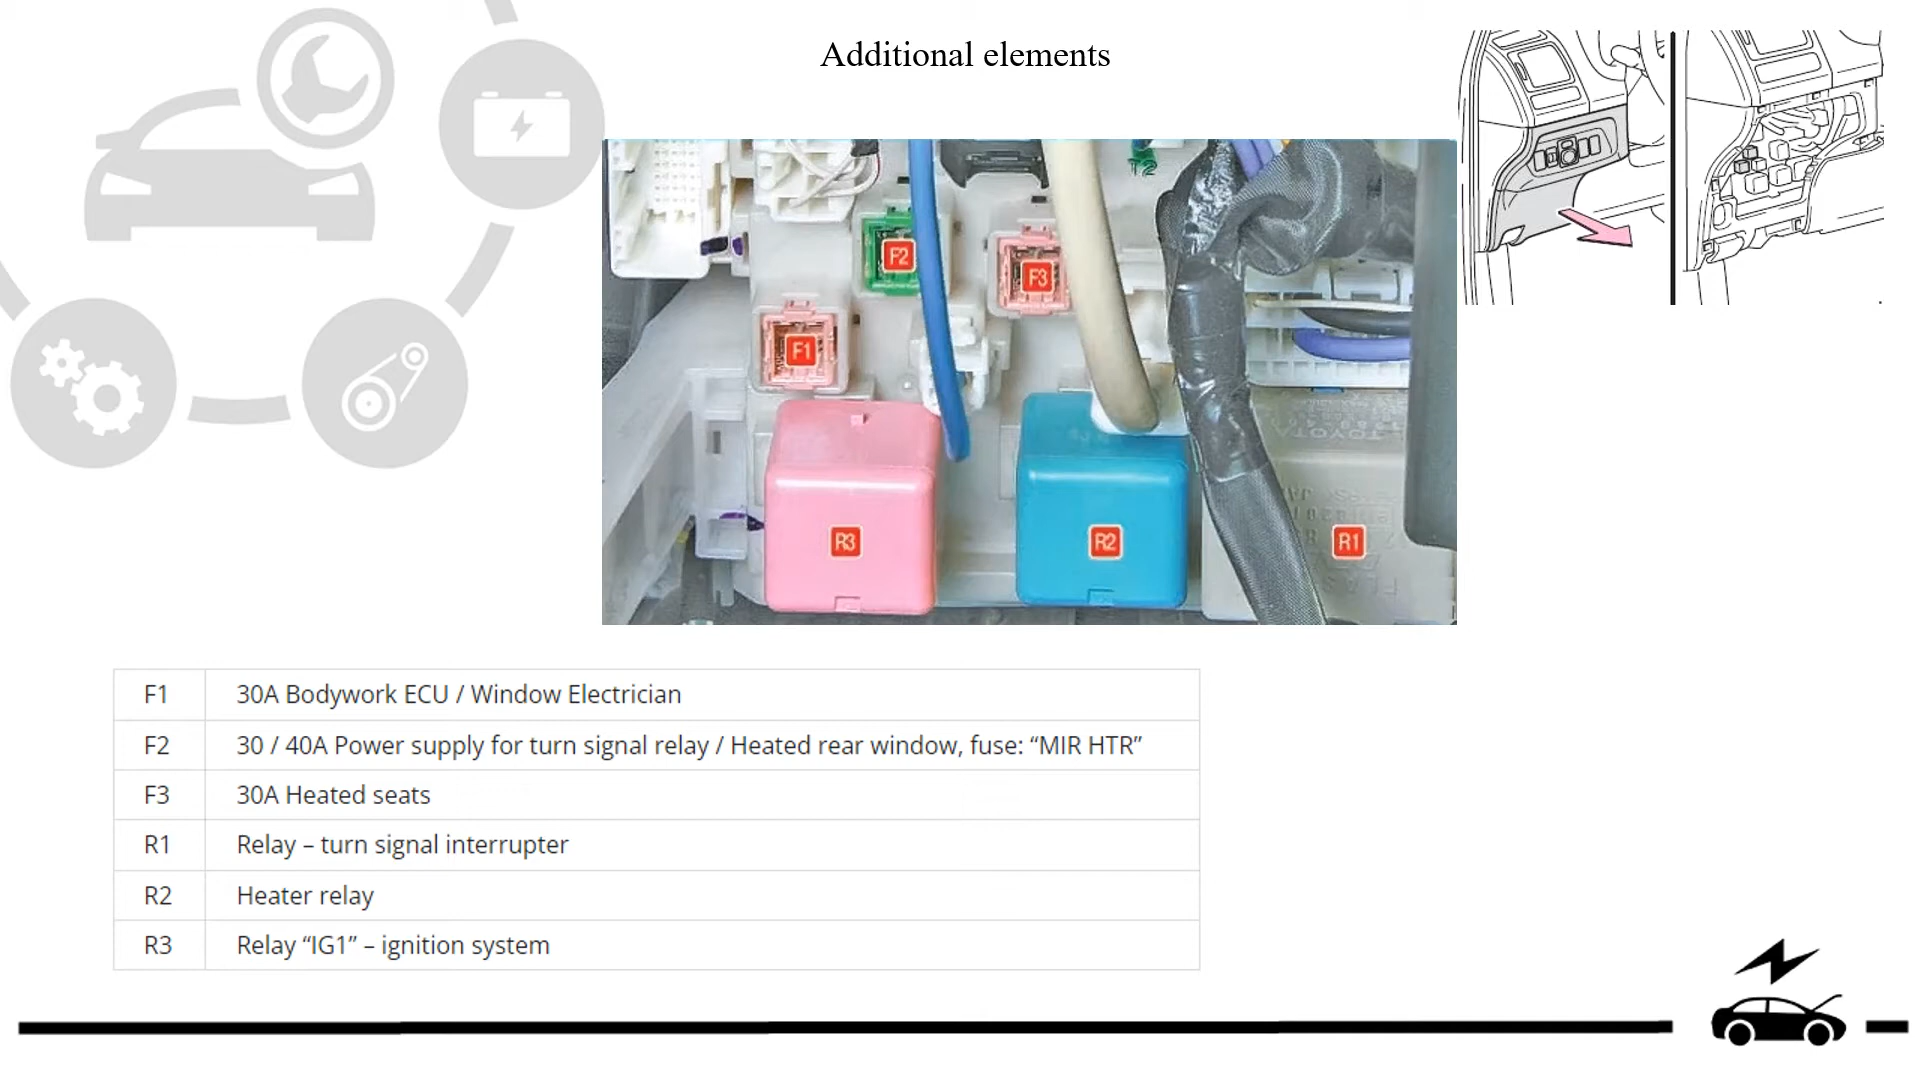 Additional elements
F2
F3
F1
TOYOTA
R3
R2
R1
F1 30A Bodywork ECU / Window Electrician
F2 30 / 40A Power supply for turn signal relay / Heated rear window, fuse: “MIR HTR”
F3 30A Heated seats
R1 Relay – turn signal interrupter
R2 Heater relay
R3 Relay “IG1” – ignition system